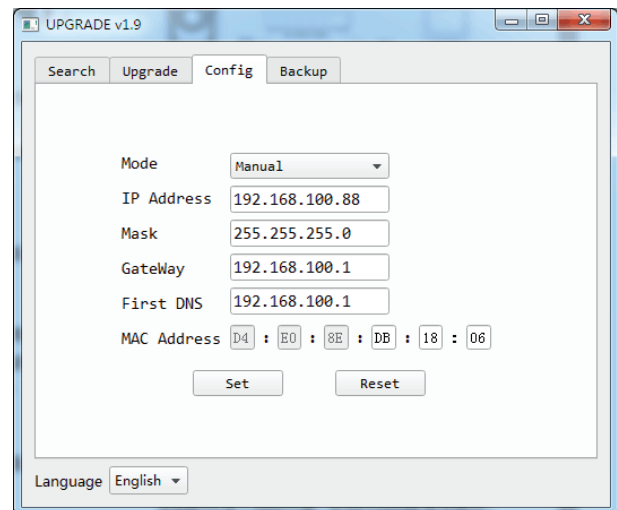 UPGRADE v1.9
Search Upgrade Config Backup
Mode Manual
IP Address 192.168.100.88
Mask 255.255.255.0
GateWay 192.168.100.1
First DNS 192.168.100.1
MAC Address D4 : E0 : 8E : DB : 18 : 06
Set Reset
Language English